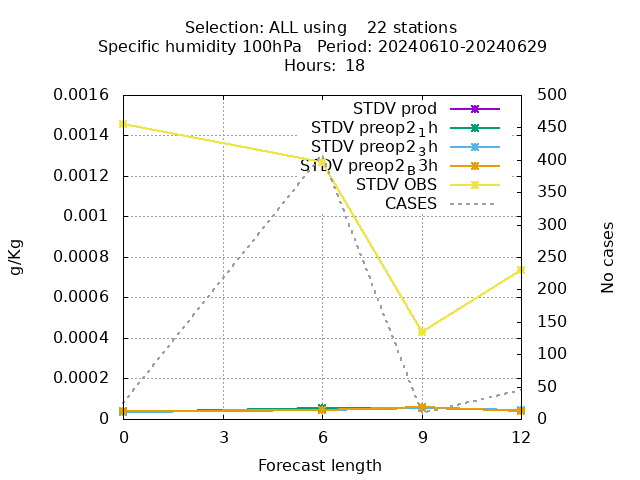 Selection: ALL using 22 stations
Specific humidity 100hPa Period: 20240610-20240629
Hours: 18
0.0016
0.0014
0.0012
0.001
0.0008
0.0006
0.0004
0.0002
0
g/Kg
STDV prod
STDV preop2_1h
STDV preop2_3h
STDV preop2_B3h
STDV OBS
CASES
500
450
400
350
300
250
200
150
100
50
0
No cases
0 3 6 9 12
Forecast length